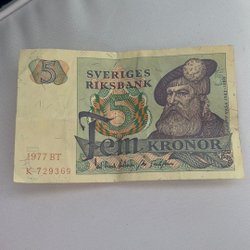 5
SVERIGES
RIKSBANK
5
Fem KRONOR
1977 BT
K 729369